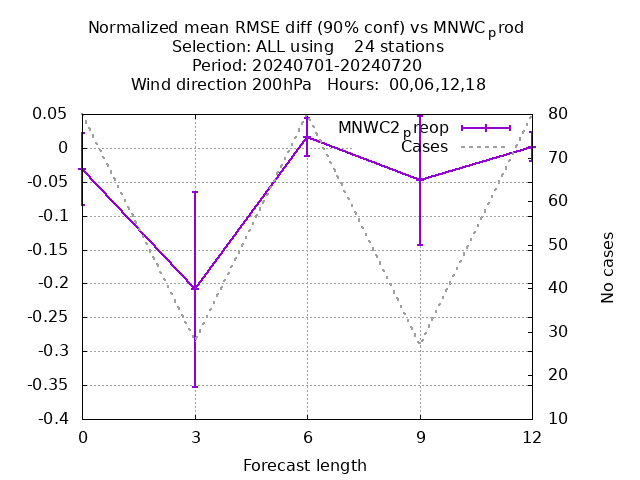 Normalized mean RMSE diff (90% conf) vs MNWCprod
Selection: ALL using 24 stations
Period: 20240701-20240720
Wind direction 200hPa Hours: 00,06,12,18
MNWC2preop
Cases
0.05
0
-0.05
-0.1
-0.15
-0.2
-0.25
-0.3
-0.35
-0.4
80
70
60
50
40
30
20
10
No cases
0 3 6 9 12
Forecast length